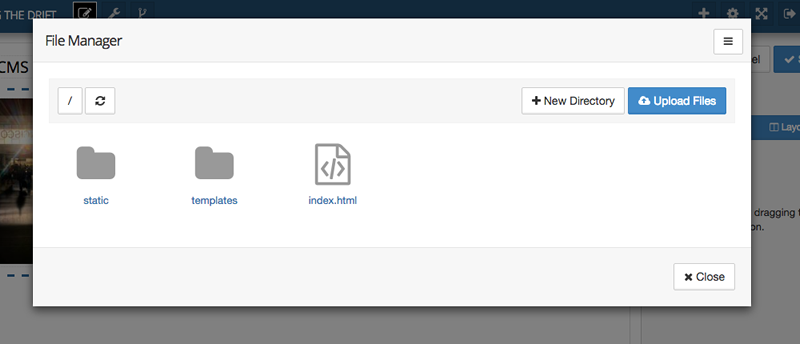 G THE DRIFT
File Manager
CMS
el
/
New Directory
Upload Files
Layo
static
templates
index.html
dragging
on.
Close